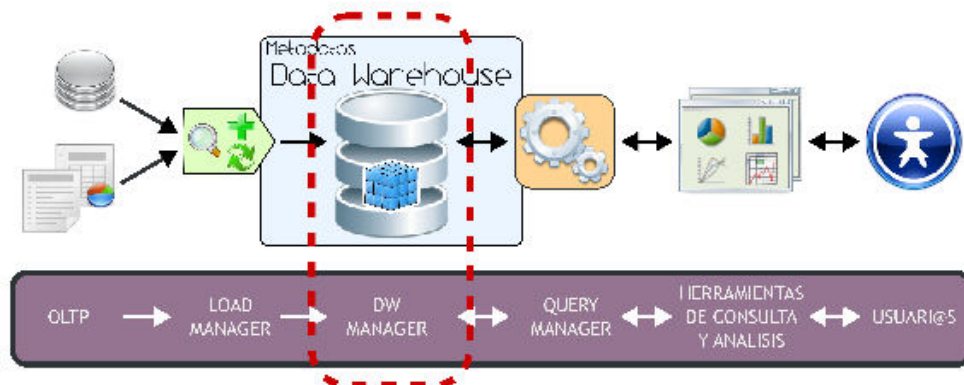 Metadatos
Data Warehouse
OLTP
LOAD
MANAGER
DW
MANAGER
QUERY
MANAGER
HERRAMIENTAS
DE CONSULTA
Y ANALISIS
USUARI@S